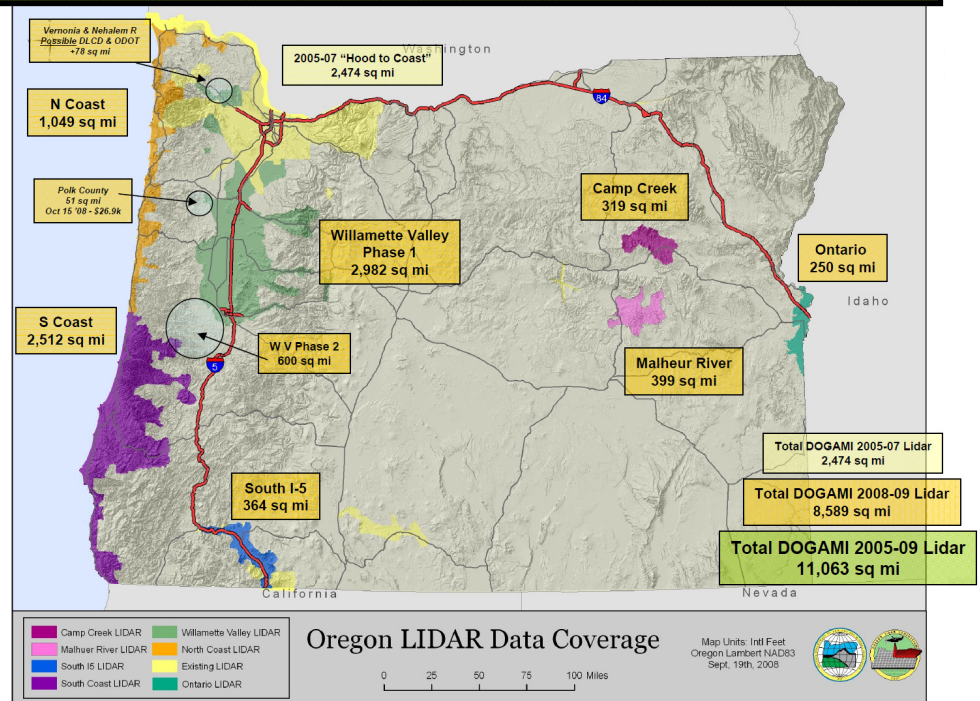 Vernonia & Nehalem R
Possible DLCD & ODOT
+78 sq mi
Washington
2005-07 “Hood to Coast”
2,474 sq mi
N Coast
1,049 sq mi
84
Polk County
51 sq mi
Oct 15 '08 - $26.9k
Camp Creek
319 sq mi
Willamette Valley
Phase 1
2,982 sq mi
Ontario
250 sq mi
Idaho
S Coast
2,512 sq mi
W V Phase 2
600 sq mi
5
Malheur River
399 sq mi
Total DOGAMI 2005-07 Lidar
2,474 sq mi
South I-5
364 sq mi
Total DOGAMI 2008-09 Lidar
8,589 sq mi
Total DOGAMI 2005-09 Lidar
11,063 sq mi
California
Nevada
Camp Creek LIDAR
Malhuer River LIDAR
South I5 LIDAR
South Coast LIDAR
Willamette Valley LIDAR
North Coast LIDAR
Existing LIDAR
Ontario LIDAR
Oregon LIDAR Data Coverage
0 25 50 75 100 Miles
Map Units: Intl Feet
Oregon Lambert NAD83
Sept, 19th, 2008